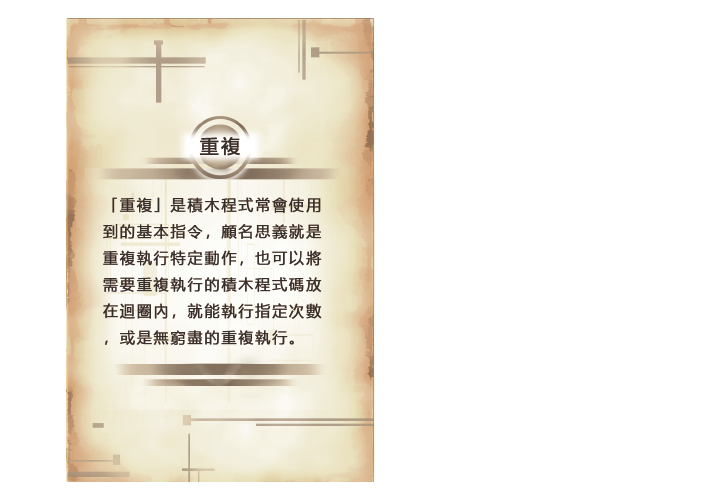 重複
「重複」是積木程式常會使用
到的基本指令，顧名思義就是
重複執行特定動作，也可以將
需要重複執行的積木程式碼放
在迴圈內，就能執行指定次數
，或是無窮盡的重複執行。